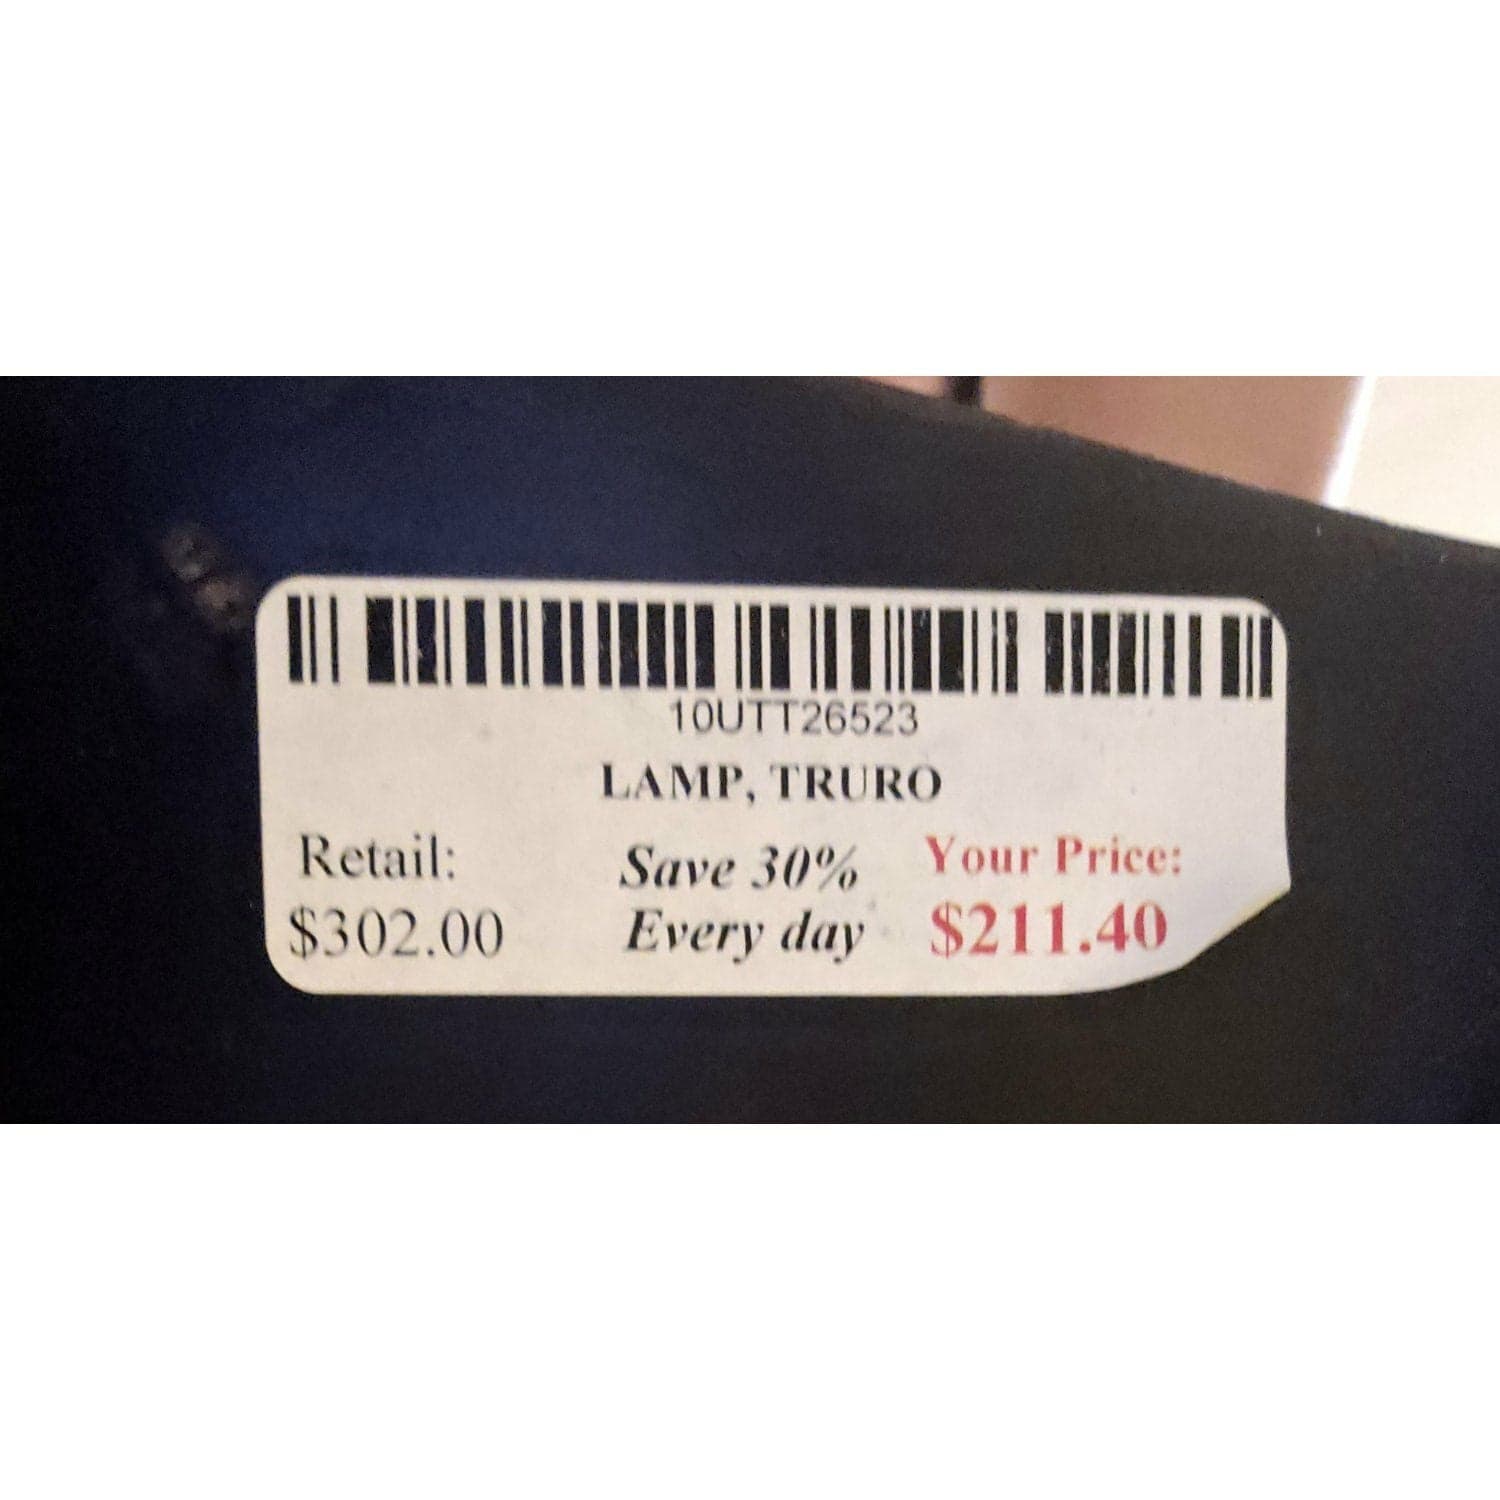 10UTT26523
LAMP, TRURO
Retail:
$302.00
Save 30%
Every day
Your Price:
$211.40